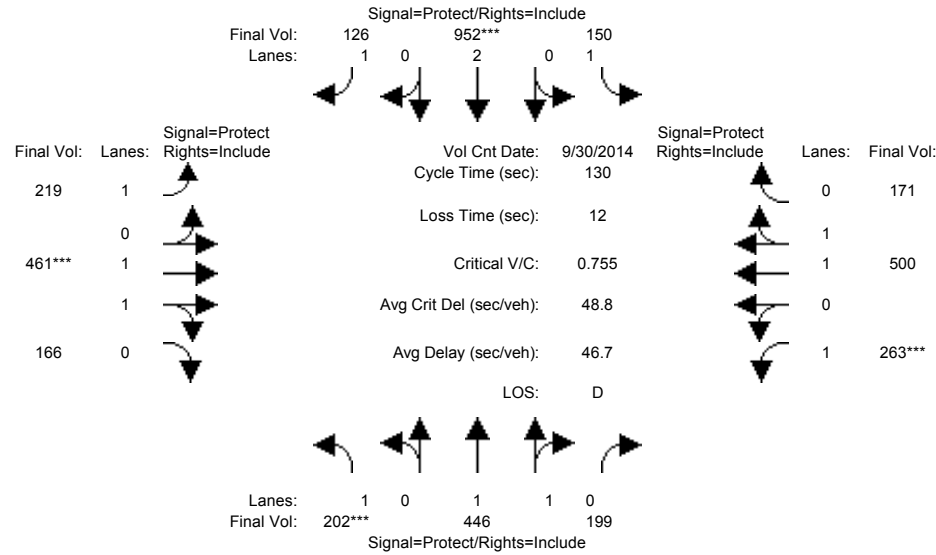 Signal=Protect/Rights=Include
Final Vol: 126 952*** 150
Lanes: 1 0 2 0 1
Signal=Protect Signal=Protect
Final Vol: Lanes: Rights=Include Vol Cnt Date: 9/30/2014 Rights=Include Lanes: Final Vol:
Cycle Time (sec): 130
219 1 0 171
Loss Time (sec): 12
0 1
461*** 1 Critical V/C: 0.755 1 500
1 Avg Crit Del (sec/veh): 48.8 0
166 0 Avg Delay (sec/veh): 46.7 1 263***
LOS: D
Lanes: 1 0 1 1 0
Final Vol: 202*** 446 199
Signal=Protect/Rights=Include